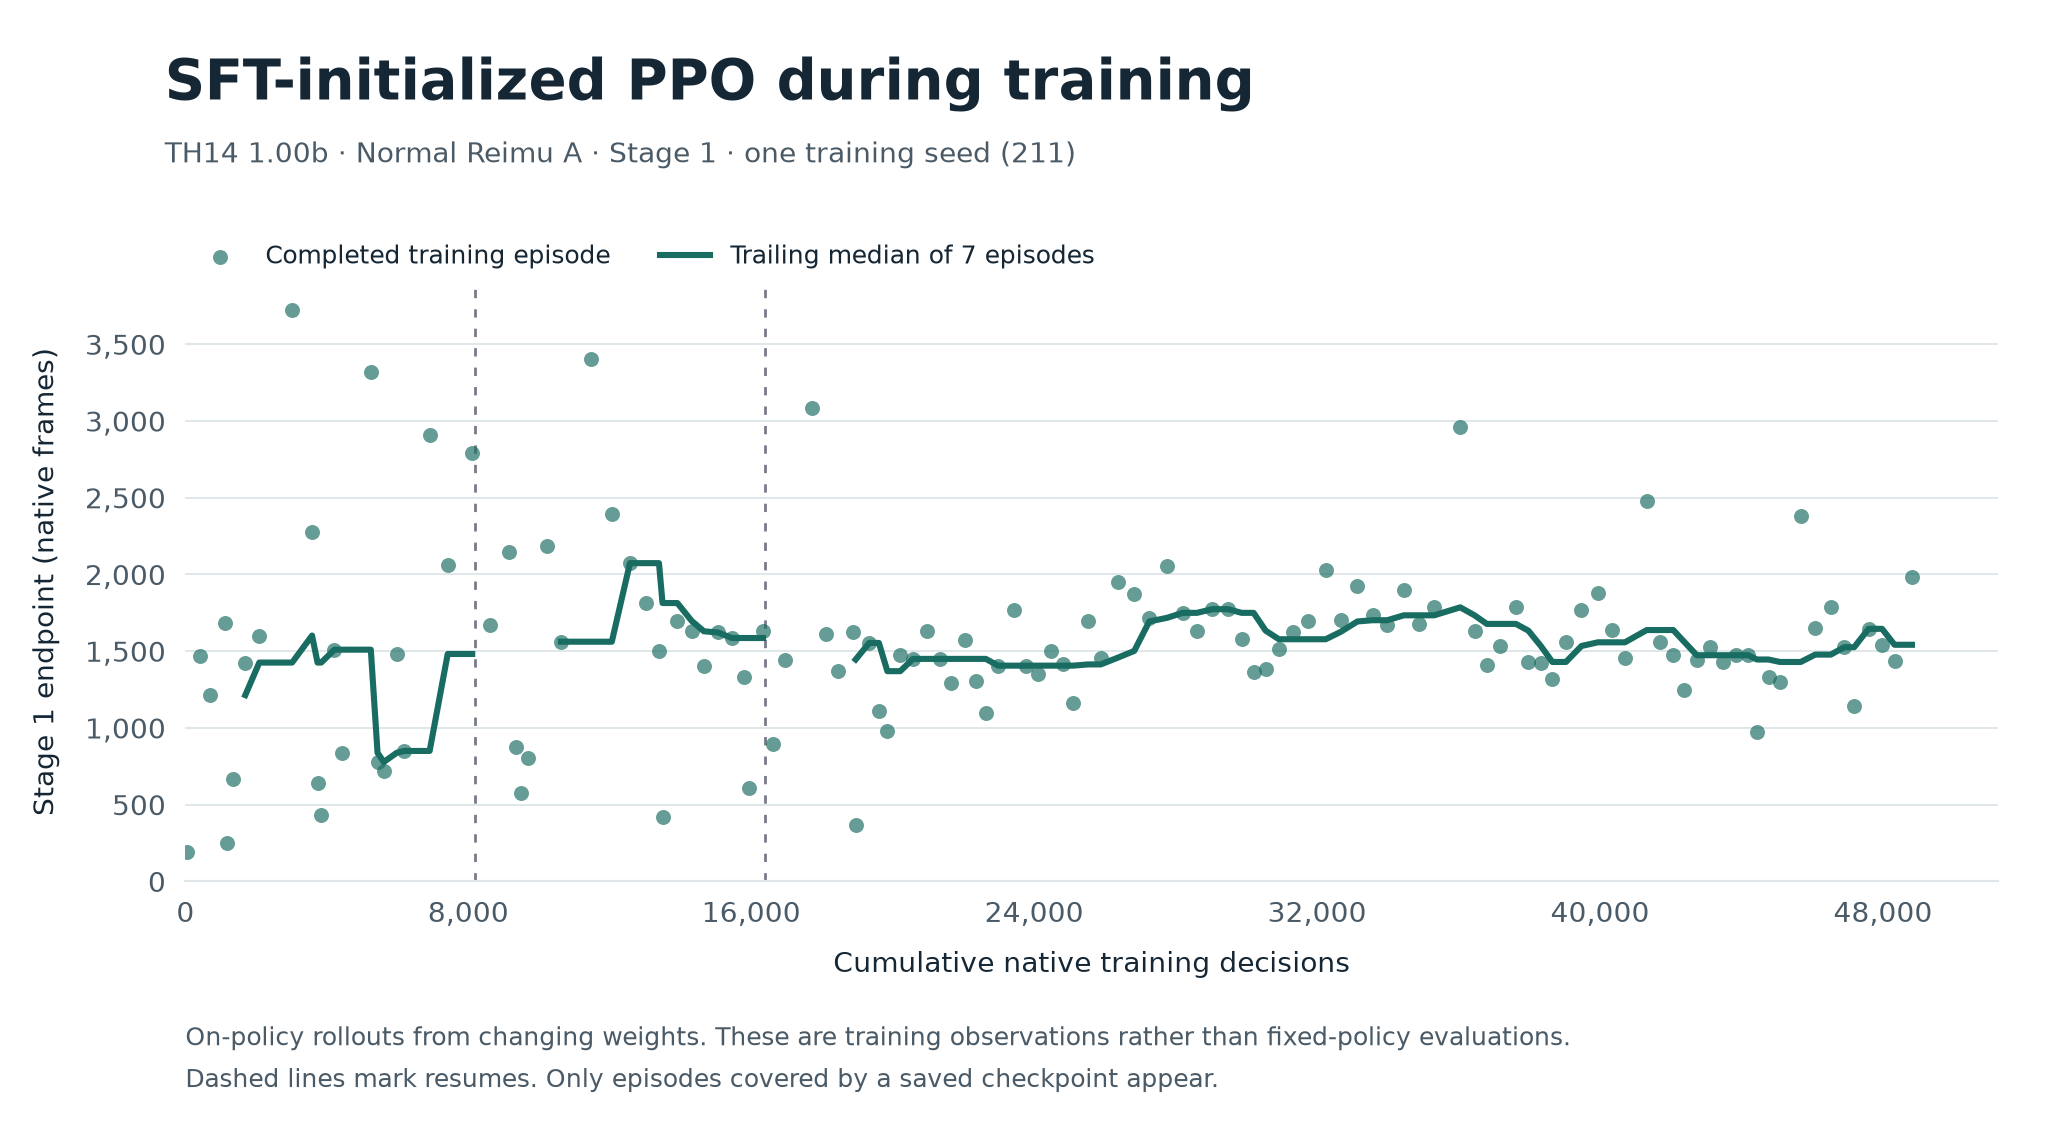 SFT-initialized PPO during training
TH14 1.00b · Normal Reimu A · Stage 1 · one training seed (211)
Completed training episode
Trailing median of 7 episodes
Stage 1 endpoint (native frames)
3,500
3,000
2,500
2,000
1,500
1,000
500
0
0 8,000 16,000 24,000 32,000 40,000 48,000
Cumulative native training decisions
On-policy rollouts from changing weights. These are training observations rather than fixed-policy evaluations.
Dashed lines mark resumes. Only episodes covered by a saved checkpoint appear.